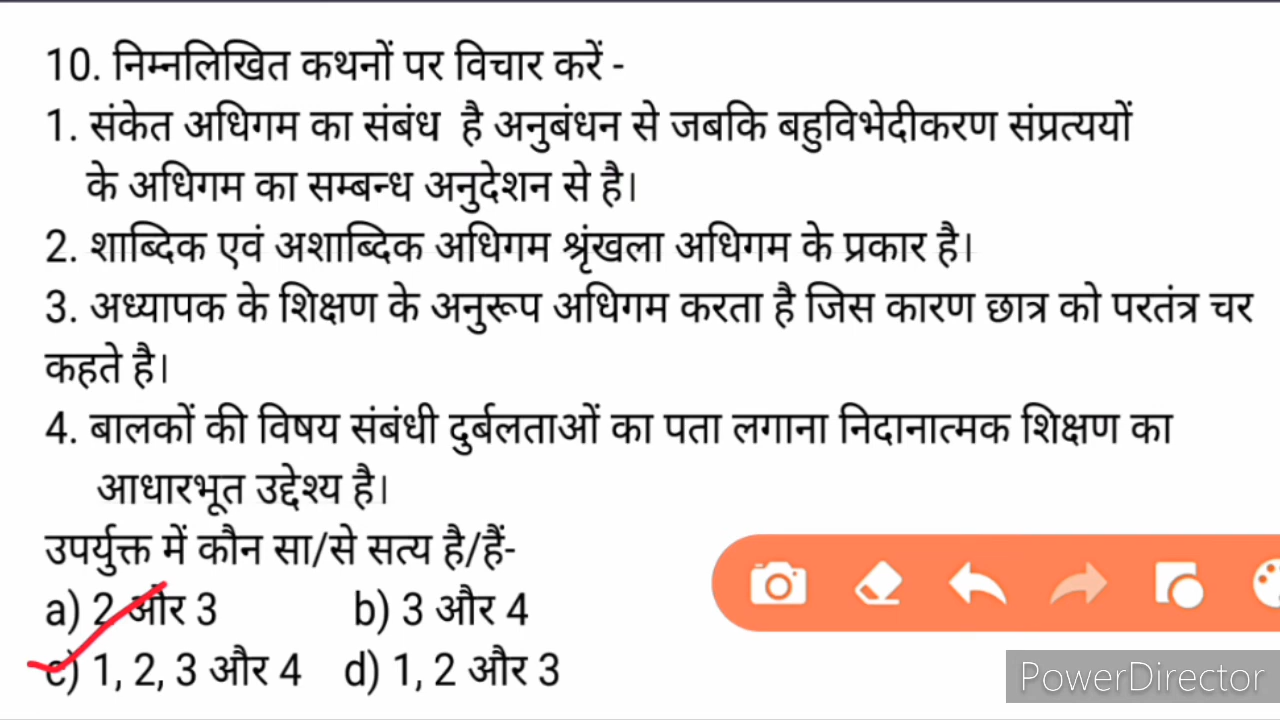 10. निम्नलिखित कथनों पर विचार करें -
1. संकेत अधिगम का संबंध है अनुबंधन से जबकि बहुविभेदीकरण संप्रत्ययों
के अधिगम का सम्बन्ध अनुदेशन से है।
2. शाब्दिक एवं अशाब्दिक अधिगम श्रृंखला अधिगम के प्रकार है।
3. अध्यापक के शिक्षण के अनुरूप अधिगम करता है जिस कारण छात्र को परतंत्र चर
कहते है।
4. बालकों की विषय संबंधी दुर्बलताओं का पता लगाना निदानात्मक शिक्षण का
आधारभूत उद्देश्य है।
उपर्युक्त में कौन सा/से सत्य है/हैं-
a) 2 और 3 b) 3 और 4
c) 1, 2, 3 और 4 d) 1, 2 और 3
PowerDirector